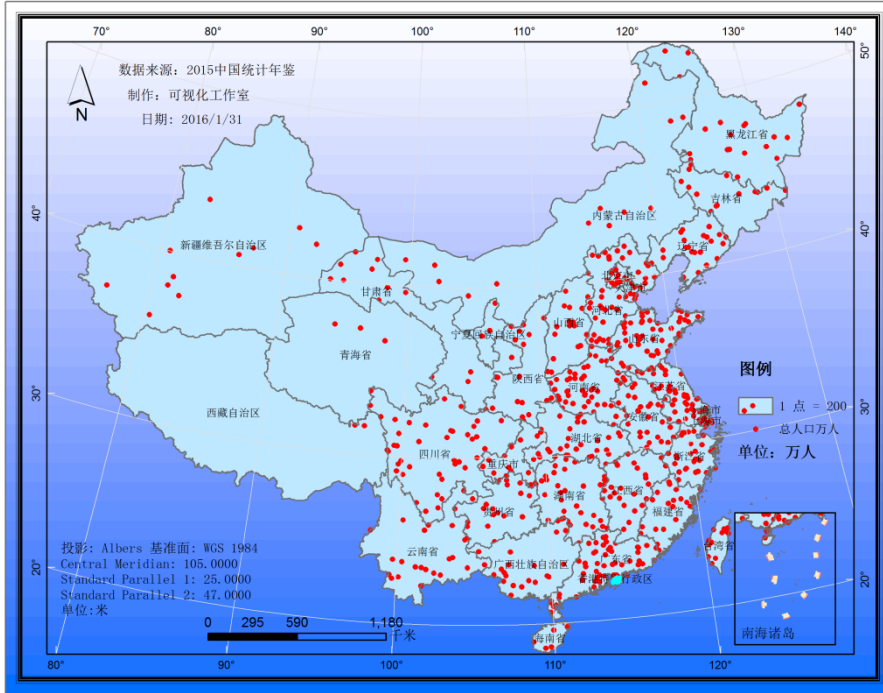 70° 80° 90° 100° 110° 120° 130° 140°
50°
40°
30°
20°
50°
40°
30°
20°
80° 90° 100° 110° 120°
数据来源: 2015中国统计年鉴
制作: 可视化工作室
日期: 2016/1/31
N
黑龙江省
吉林省
内蒙古自治区
辽宁省
新疆维吾尔自治区
甘肃省
河北省
山西省
宁夏回族自治区
山东省
青海省
陕西省
河南省
江苏省
西藏自治区
安徽省
湖北省
四川省
重庆市
浙江省
湖南省
江西省
贵州省
福建省
台湾省
云南省
广西壮族自治区
广东省
行政区
海南省
图例
1 点 = 200
总人口万人
单位: 万人
投影: Albers 基准面: WGS 1984
Central Meridian: 105.0000
Standard Parallel 1: 25.0000
Standard Parallel 2: 47.0000
单位:米
0 295 590 1,180
千米
南海诸岛